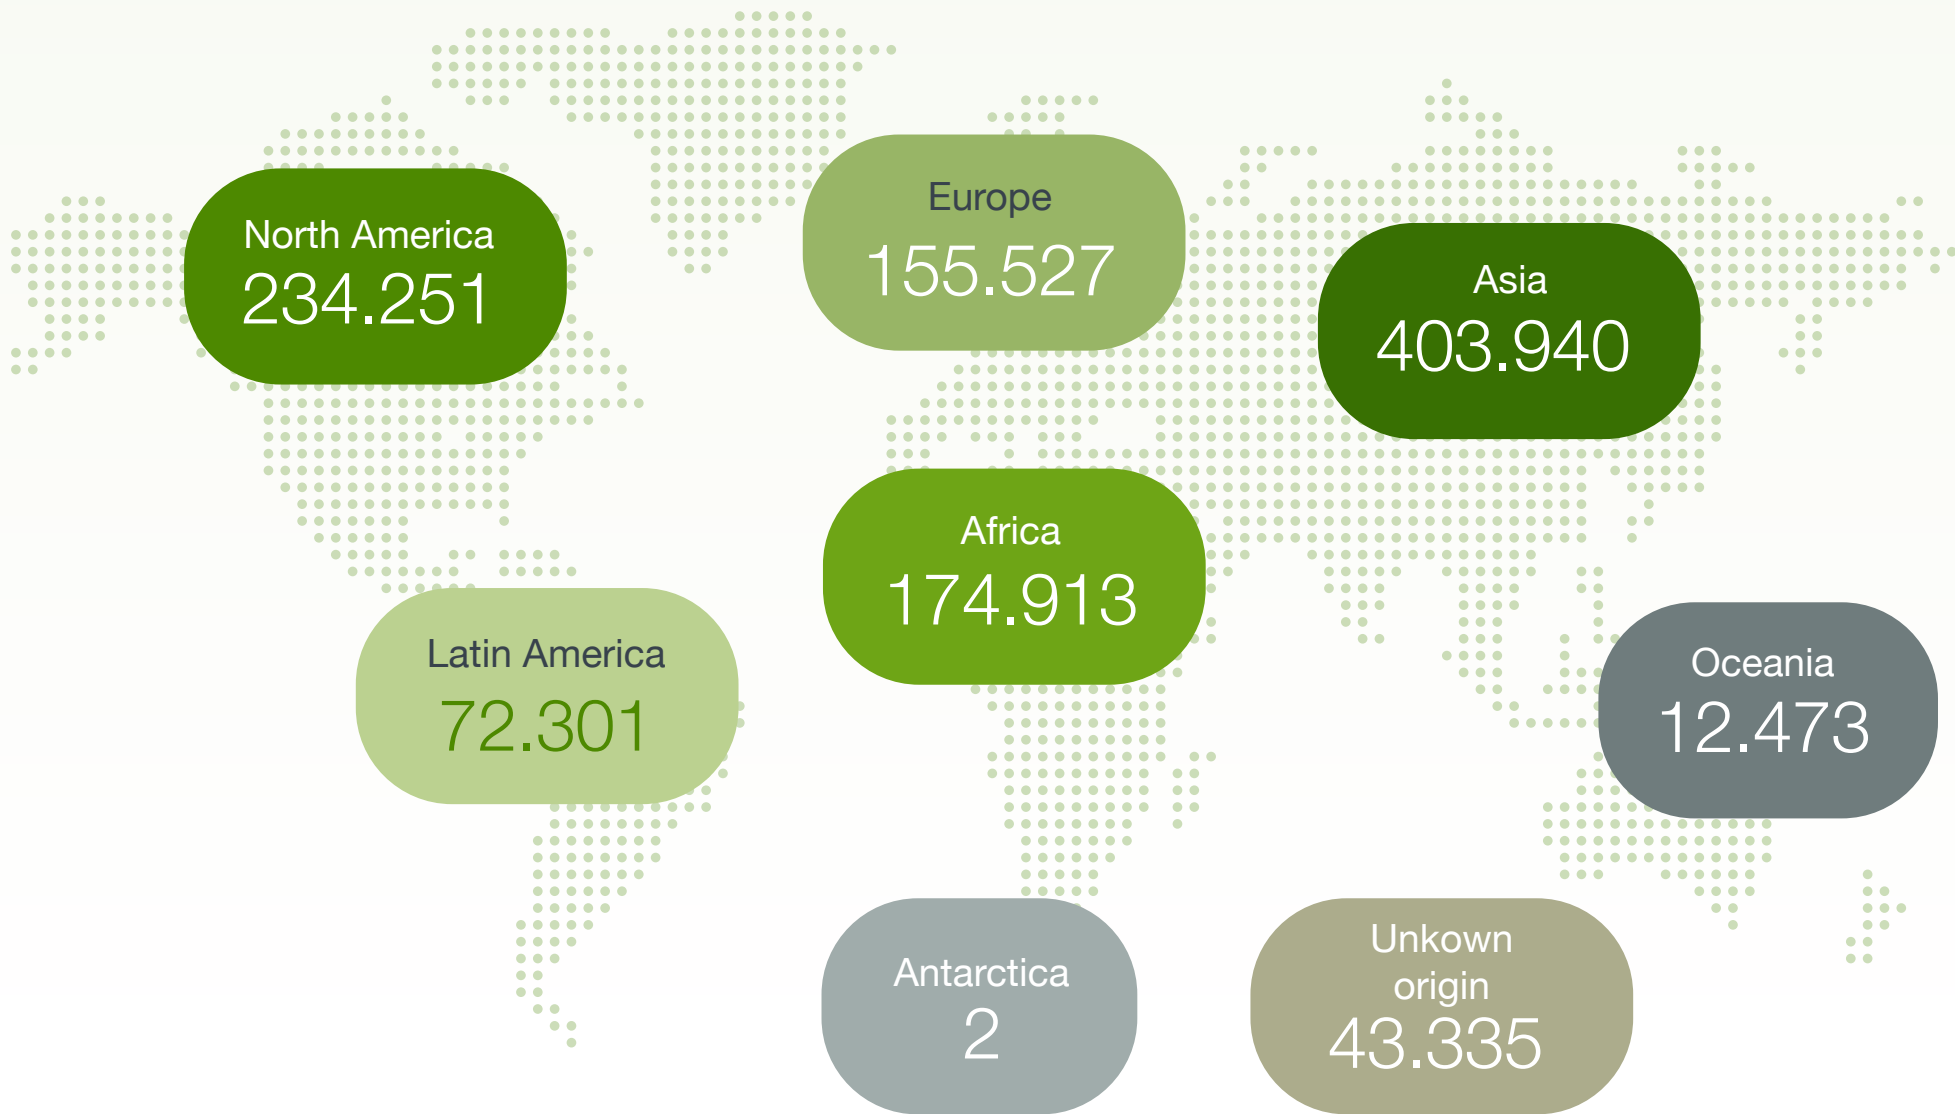 North America
234.251
Europe
155.527
Asia
403.940
Africa
174.913
Latin America
72.301
Oceania
12.473
Antarctica
2
Unkown
origin
43.335